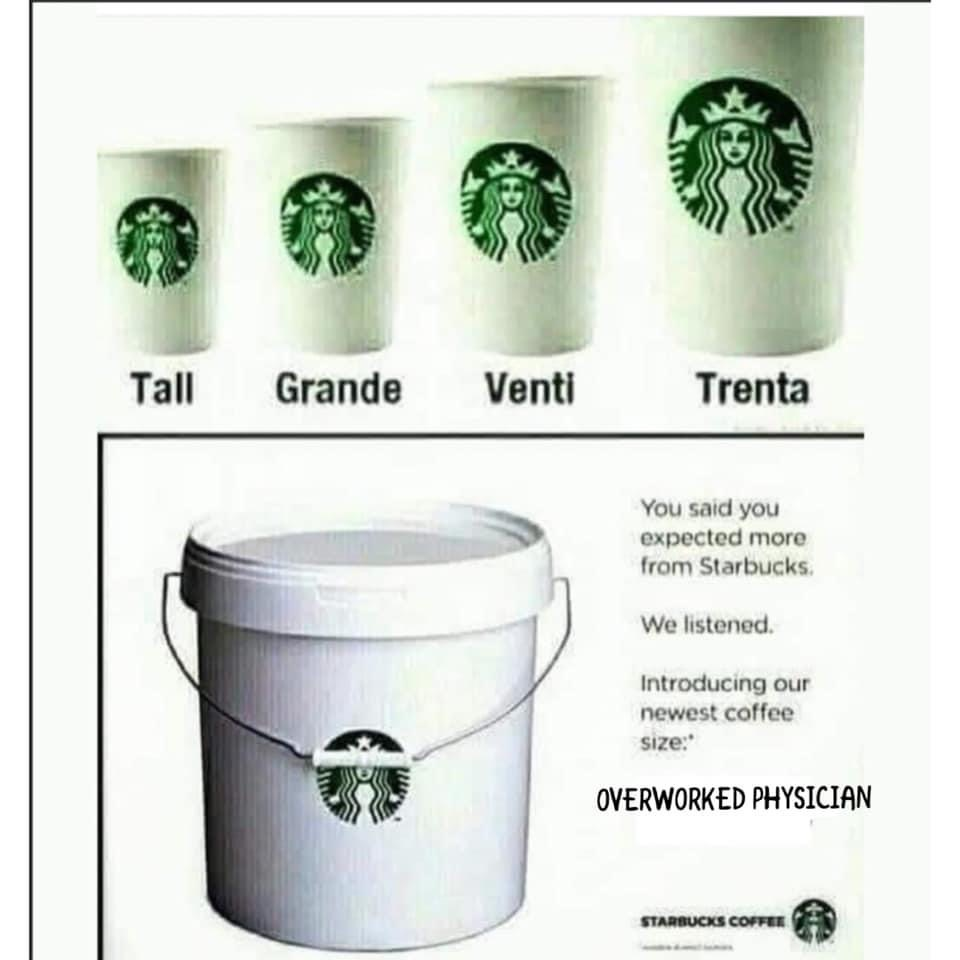 Tall Grande Venti Trenta
You said you
expected more
from Starbucks.
We listened.
Introducing our
newest coffee
size:*
OVERWORKED PHYSICIAN
STARBUCKS COFFEE